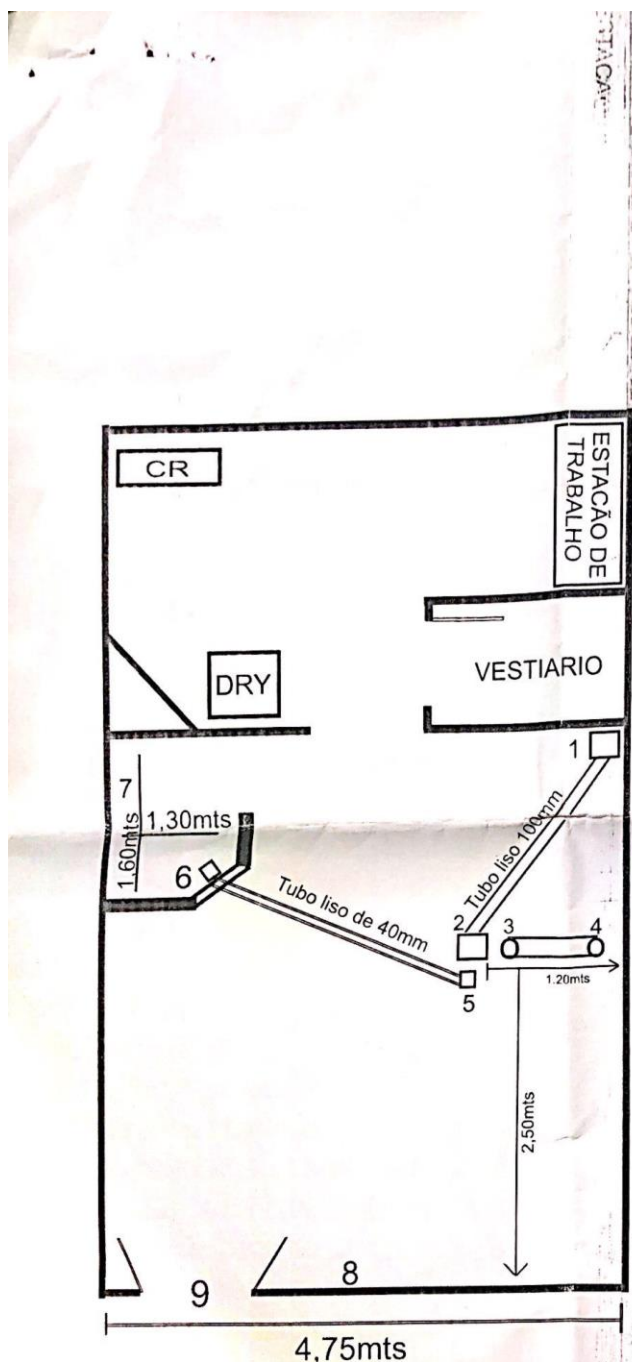 CR
ESTACÃO DE
TRABALHO
DRY
VESTIARIO
1
7
1,30mts
1,60mts
Tubo liso 100mm
6
Tubo liso de 40mm
2
3
4
1.20mts
5
2,50mts
8
9
4,75mts